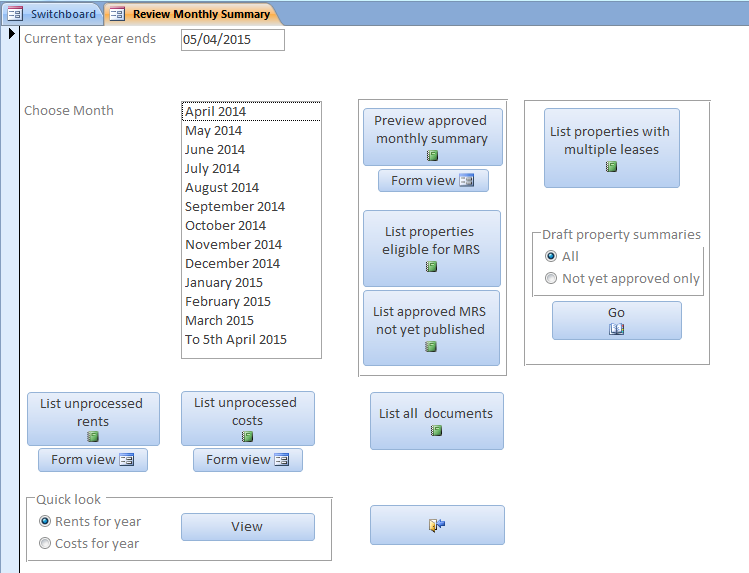 Switchboard
Review Monthly Summary
Current tax year ends
05/04/2015
Choose Month
April 2014
May 2014
June 2014
July 2014
August 2014
September 2014
October 2014
November 2014
December 2014
January 2015
February 2015
March 2015
To 5th April 2015
Preview approved
monthly summary
Form view
List properties
eligible for MRS
List approved MRS
not yet published
List properties with
multiple leases
Draft property summaries
All
Not yet approved only
Go
List unprocessed
rents
Form view
List unprocessed
costs
Form view
List all documents
Quick look
Rents for year
Costs for year
View